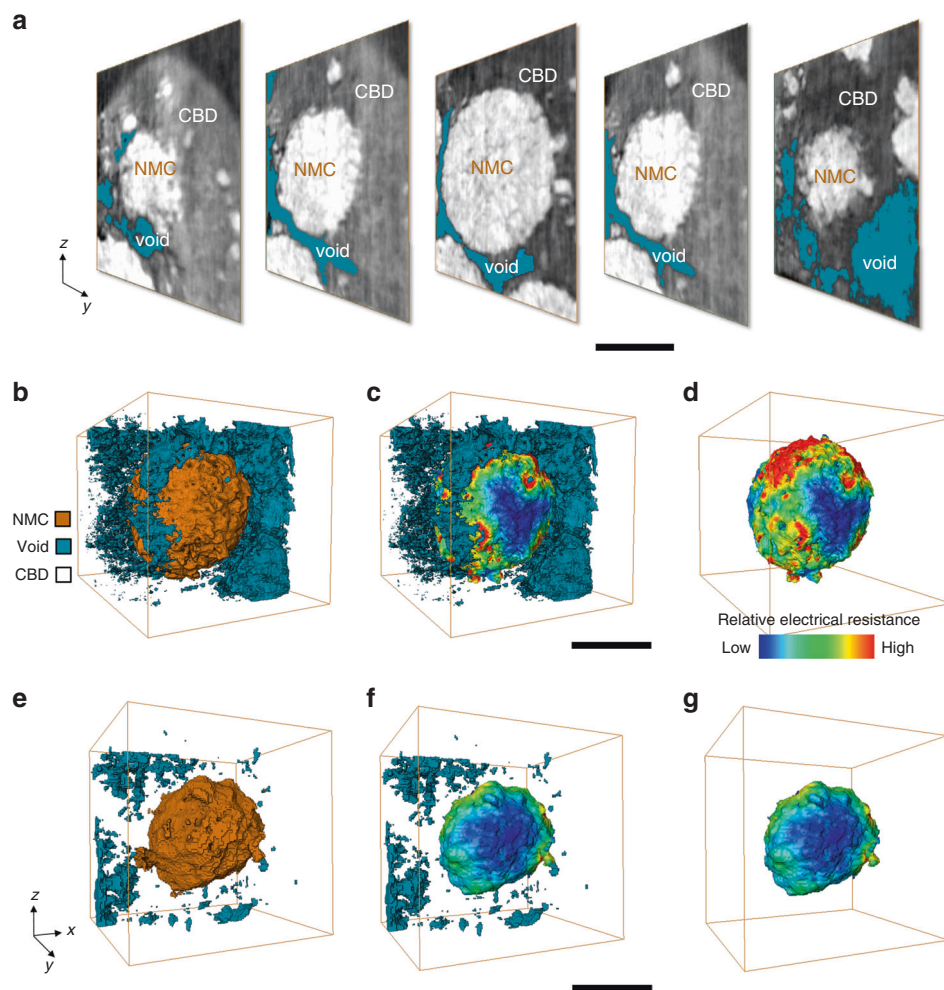 a
CBD
NMC
void
CBD
NMC
void
CBD
NMC
void
CBD
NMC
void
CBD
NMC
void
z
y
b
c
d
NMC
Void
CBD
Relative electrical resistance
Low
High
e
f
g
z
x
y